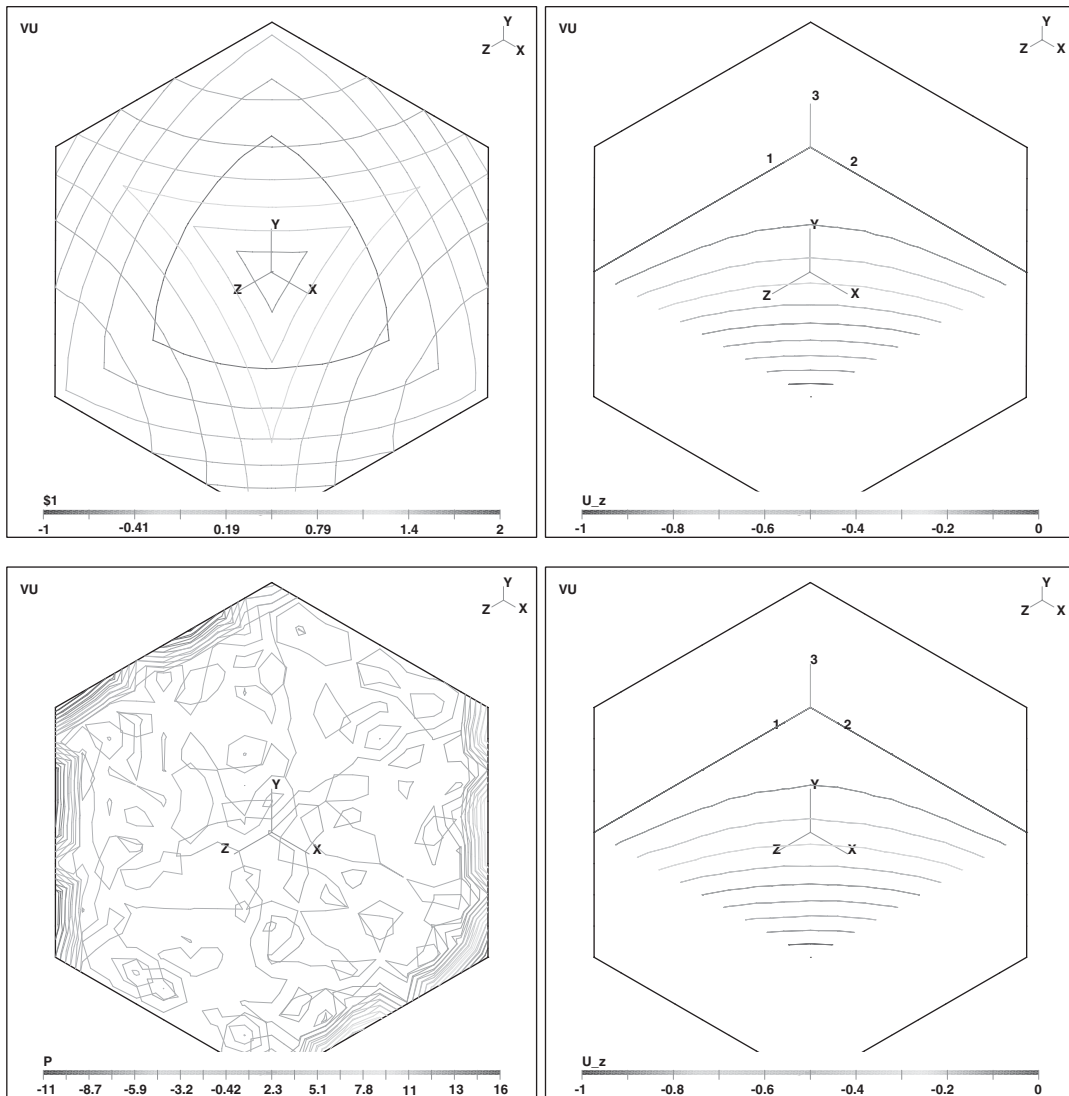 VU
Y
Z X
Y
Z X
$1
-1 -0.41 0.19 0.79 1.4 2
VU
Y
Z X
3
1 2
Y
Z X
U_z
-1 -0.8 -0.6 -0.4 -0.2 0
VU
Y
Z X
Y
Z X
P
-11 -8.7 -5.9 -3.2 -0.42 2.3 5.1 7.8 11 13 16
VU
Y
Z X
3
1 2
Y
Z X
U_z
-1 -0.8 -0.6 -0.4 -0.2 0